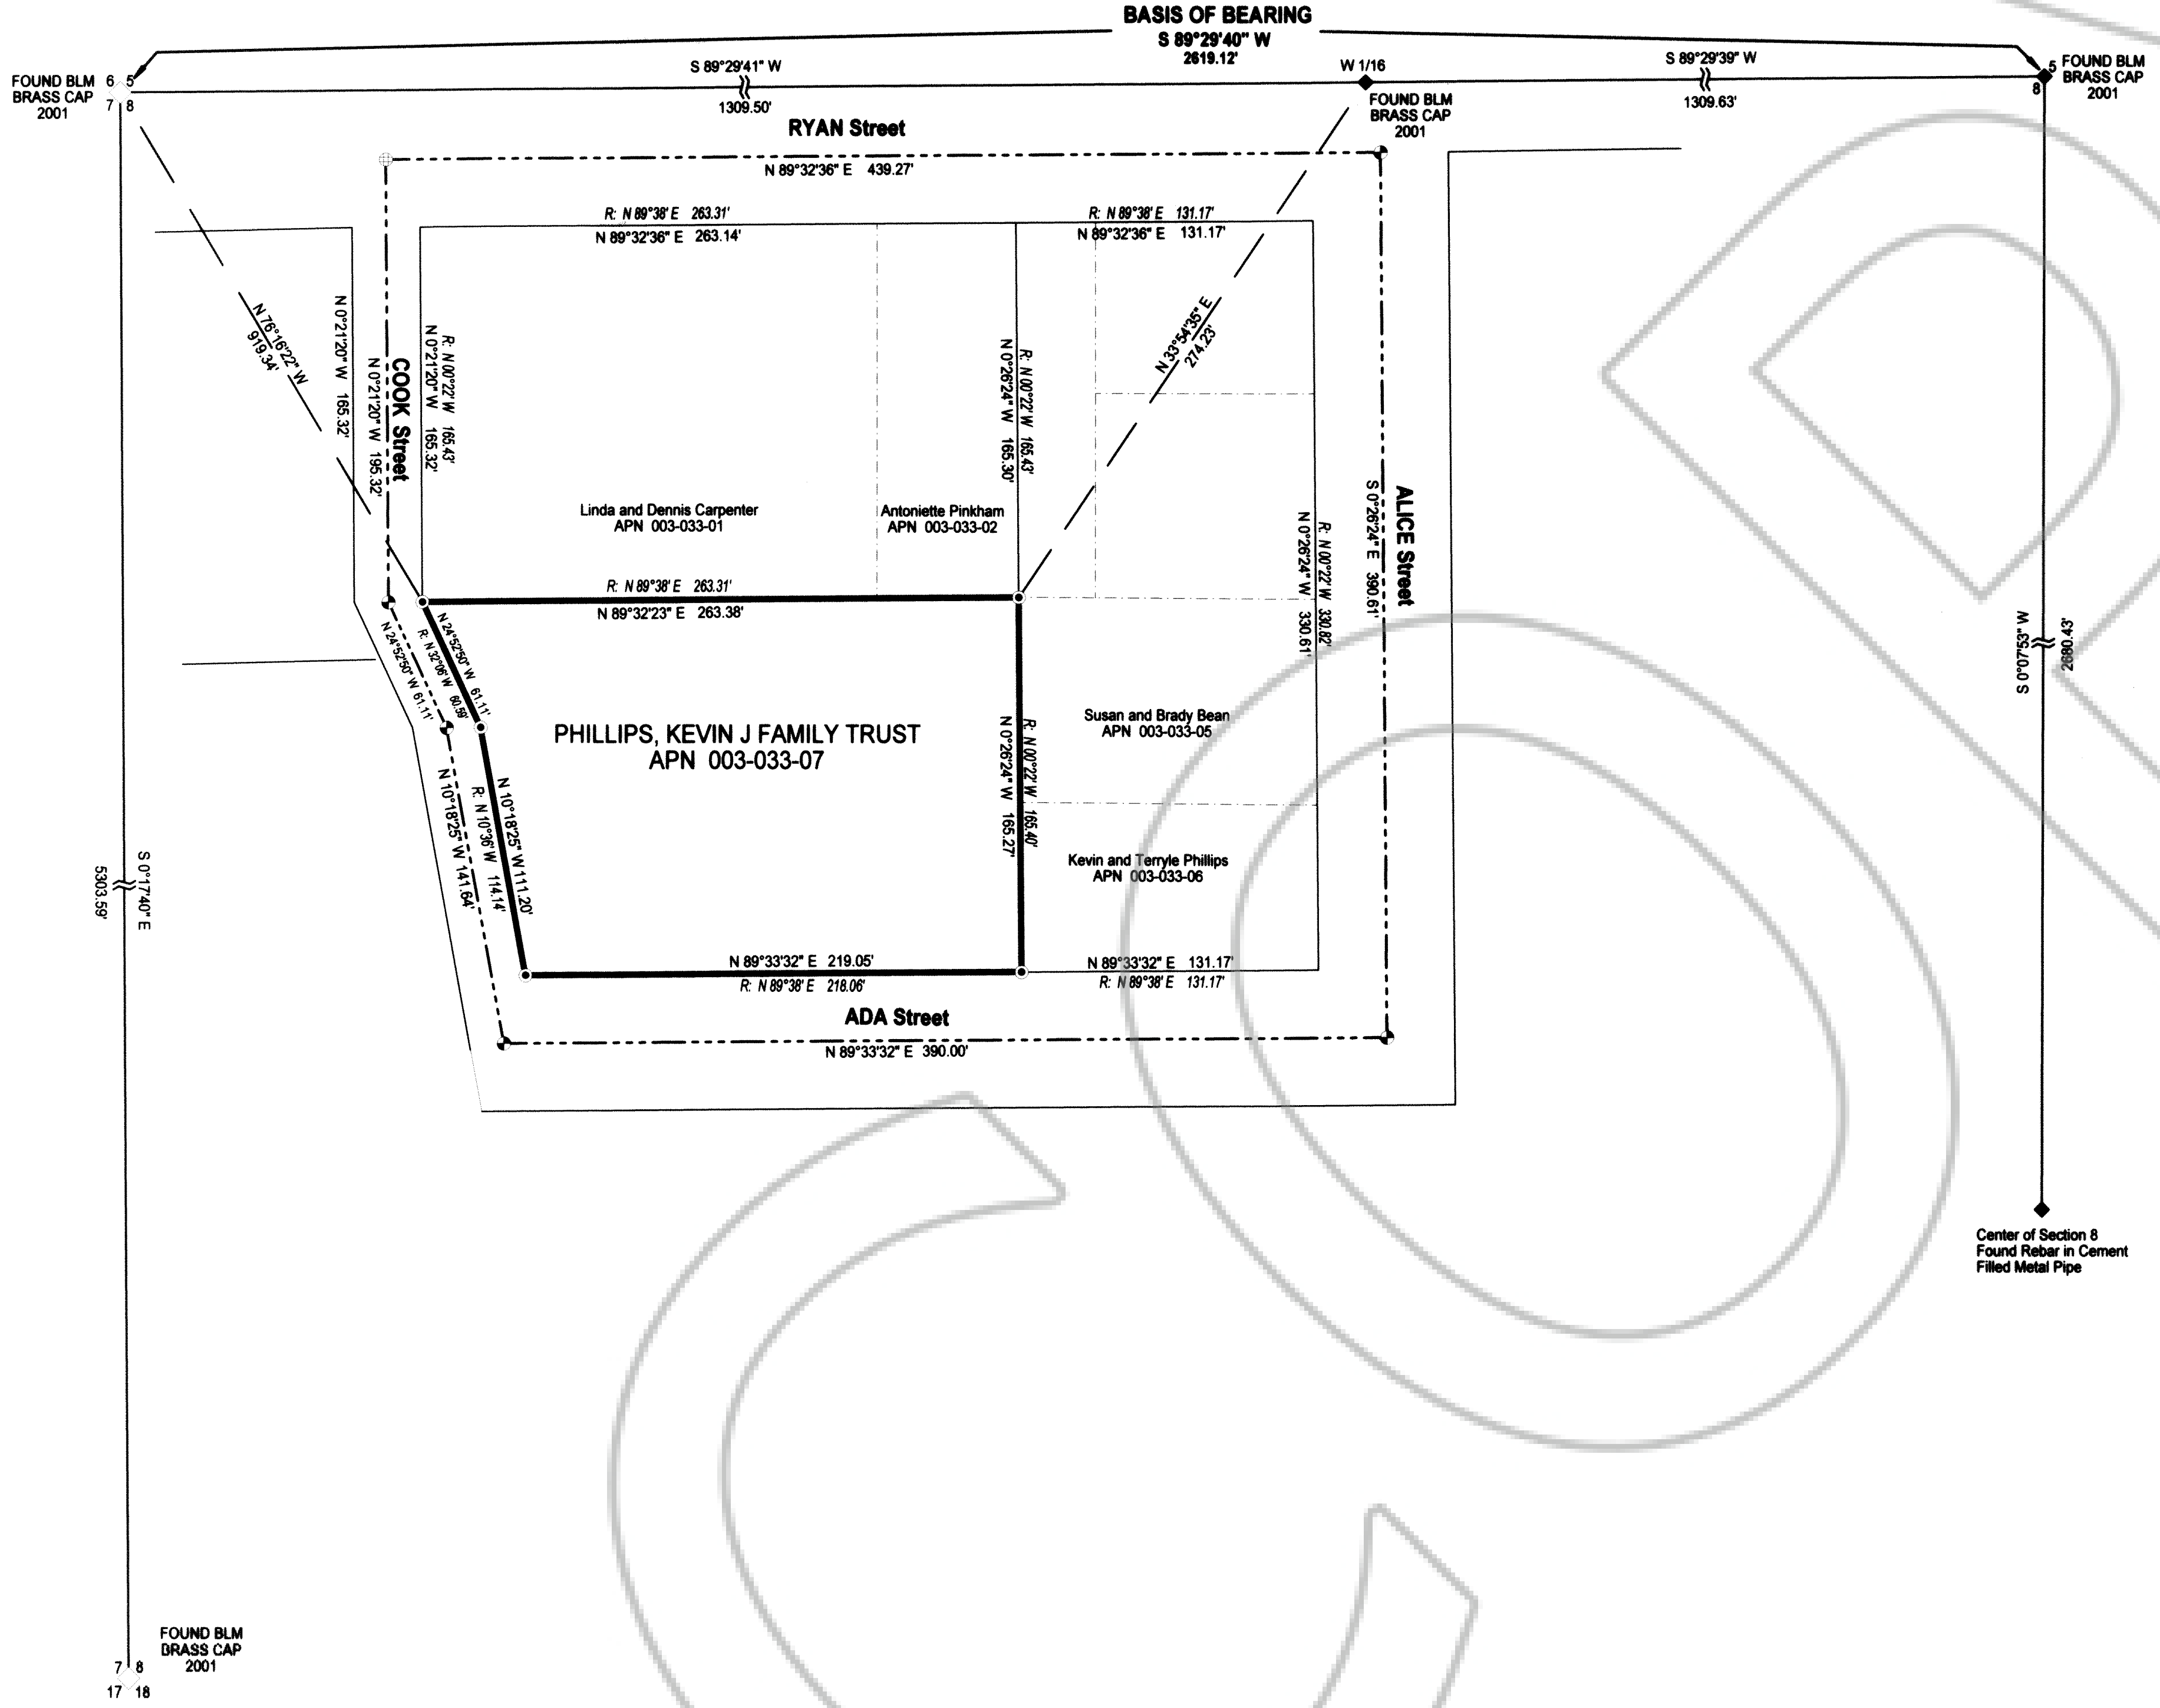 BASIS OF BEARING
S 89°29'40" W
2619.12'
FOUND BLM
BRASS CAP
2001
6 5
7 8
S 89°29'41" W
1309.50'
W 1/16
FOUND BLM
BRASS CAP
2001
S 89°29'39" W
1309.63'
5
8
FOUND BLM
BRASS CAP
2001
RYAN Street
N 89°32'36" E 439.27'
R: N 89°38' E 263.31'
N 89°32'36" E 263.14'
R: N 89°38' E 131.17'
N 89°32'36" E 131.17'
N 76°16'22" W
919.34'
N 0°21'20" W 165.32'
N 0°21'20" W 195.32'
COOK Street
N 0°21'20" W 165.32'
R: N 00°22' W 165.43'
N 0°26'24" W 165.30'
R: N 00°22' W 165.43'
N 33°54'35" E
274.23'
Linda and Dennis Carpenter
APN 003-033-01
Antoniette Pinkham
APN 003-033-02
N 0°26'24" W 330.61'
R: N 00°22' W 330.82'
S 0°26'24" E 390.61'
ALICE Street
R: N 89°38' E 263.31'
N 89°32'23" E 263.38'
N 24°52'50" W 61.11'
R: N 32°06' W 60.59'
N 24°52'50" W 61.11'
PHILLIPS, KEVIN J FAMILY TRUST
APN 003-033-07
N 0°26'24" W 165.27'
R: N 00°22' W 165.40'
Susan and Brady Bean
APN 003-033-05
Kevin and Terryle Phillips
APN 003-033-06
N 10°18'25" W 141.64'
R: N 10°36' W 114.14'
N 10°18'25" W 111.20'
N 89°33'32" E 219.05'
R: N 89°38' E 218.06'
N 89°33'32" E 131.17'
R: N 89°38' E 131.17'
ADA Street
N 89°33'32" E 390.00'
S 0°17'40" E
5303.59'
S 0°07'53" W
2680.43'
Center of Section 8
Found Rebar in Cement
Filled Metal Pipe
FOUND BLM
BRASS CAP
2001
7 8
17 18